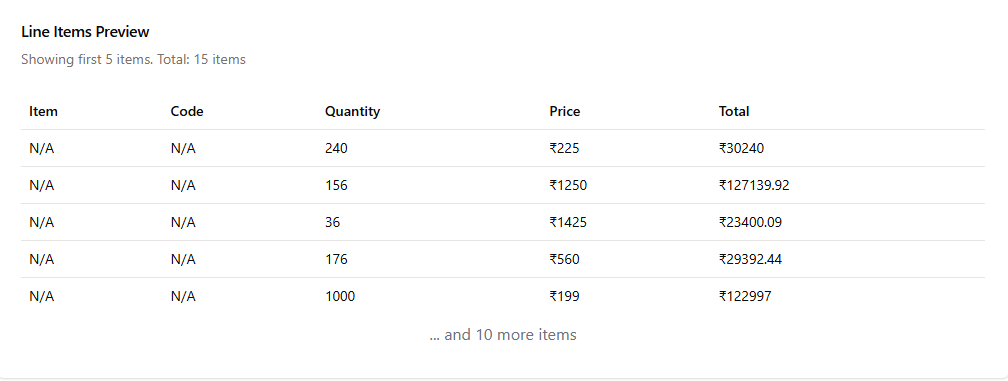 Line Items Preview
Showing first 5 items. Total: 15 items
Item Code Quantity Price Total
N/A N/A 240 ₹225 ₹30240
N/A N/A 156 ₹1250 ₹127139.92
N/A N/A 36 ₹1425 ₹23400.09
N/A N/A 176 ₹560 ₹29392.44
N/A N/A 1000 ₹199 ₹122997
... and 10 more items